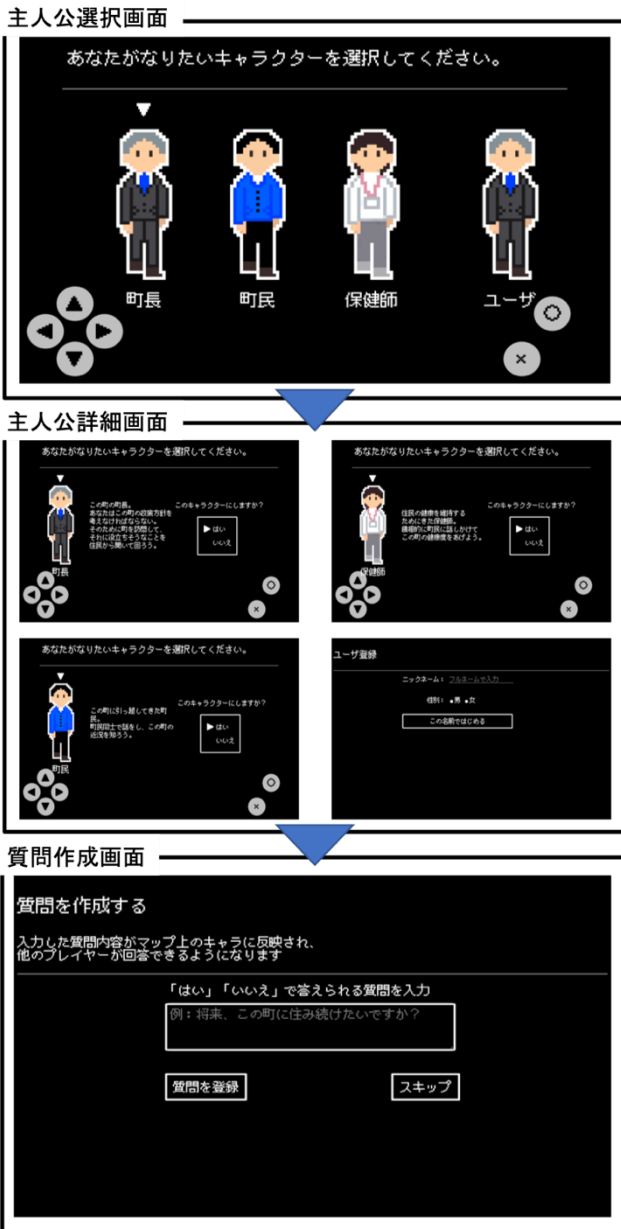 主人公選択画面
あなたがなりたいキャラクターを選択してください。
町長
町民
保健師
ユーザ
主人公詳細画面
あなたがなりたいキャラクターを選択してください。
この町の町長。
あなたはこの町の政策方針を
考えなければならない。
そのために町を訪問して、
それに役立ちそうなことを
住民から聞いて回ろう。
このキャラクターにしますか?
はい
いいえ
町長
あなたがなりたいキャラクターを選択してください。
住民の健康を維持する
ためにきた保健師。
積極的に町民に話しかけて
この町の健康度をあげよう。
このキャラクターにしますか?
はい
いいえ
保健師
あなたがなりたいキャラクターを選択してください。
この町に引っ越してきた町
民。
町民同士で話をし、この町の
近況を知ろう。
このキャラクターにしますか?
はい
いいえ
町民
ユーザ登録
ニックネーム: フルネームで入力
性別: ●男 ●女
この名前ではじめる
質問作成画面
質問を作成する
入力した質問内容がマップ上のキャラに反映され、
他のプレイヤーが回答できるようになります
「はい」「いいえ」で答えられる質問を入力
例:将来、この町に住み続けたいですか?
質問を登録
スキップ